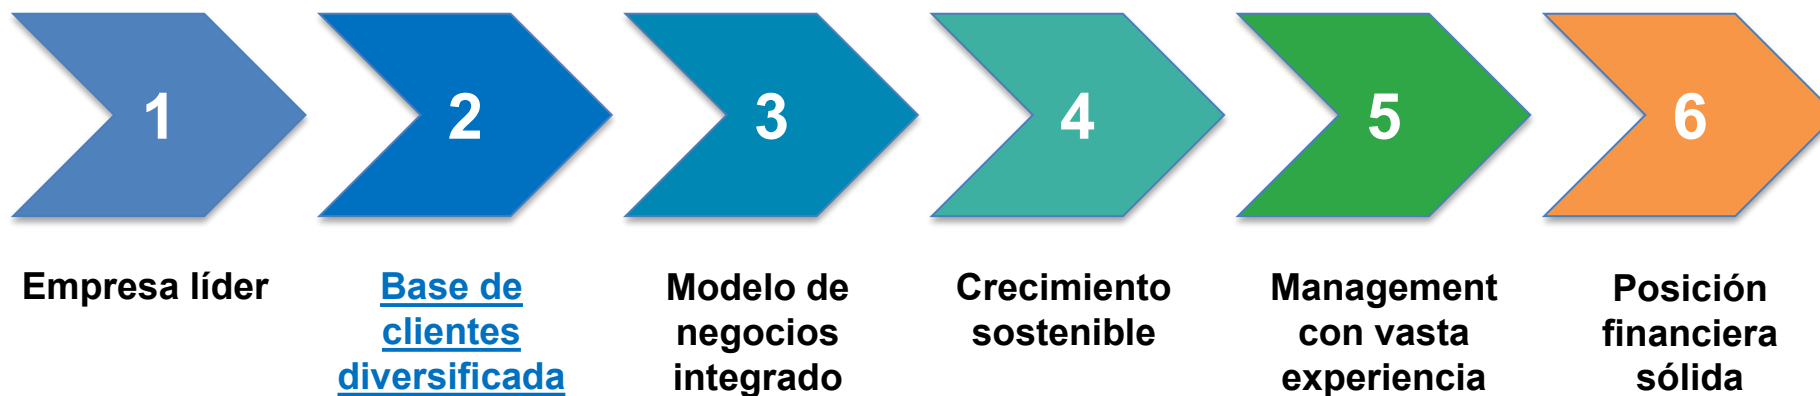 1
2
3
4
5
6
Empresa líder
Base de
clientes
diversificada
Modelo de
negocios
integrado
Crecimiento
sostenible
Management
con vasta
experiencia
Posición
financiera
sólida